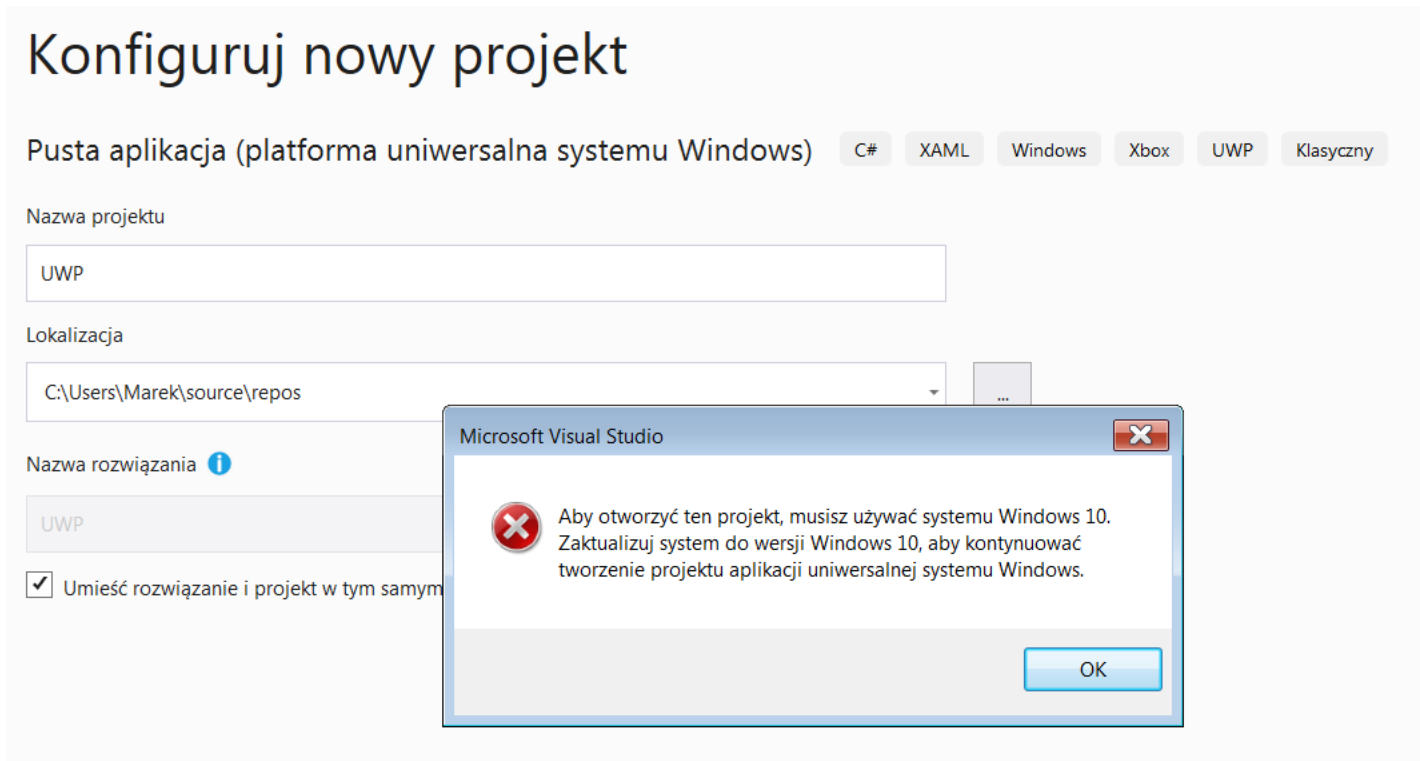 Konfiguruj nowy projekt
Pusta aplikacja (platforma uniwersalna systemu Windows) C# XAML Windows Xbox UWP Klasyczny
Nazwa projektu
UWP
Lokalizacja
C:\Users\Marek\source\repos
...
Nazwa rozwiązania
UWP
Umieść rozwiązanie i projekt w tym samym
Microsoft Visual Studio
Aby otworzyć ten projekt, musisz używać systemu Windows 10.
Zaktualizuj system do wersji Windows 10, aby kontynuować
tworzenie projektu aplikacji uniwersalnej systemu Windows.
OK